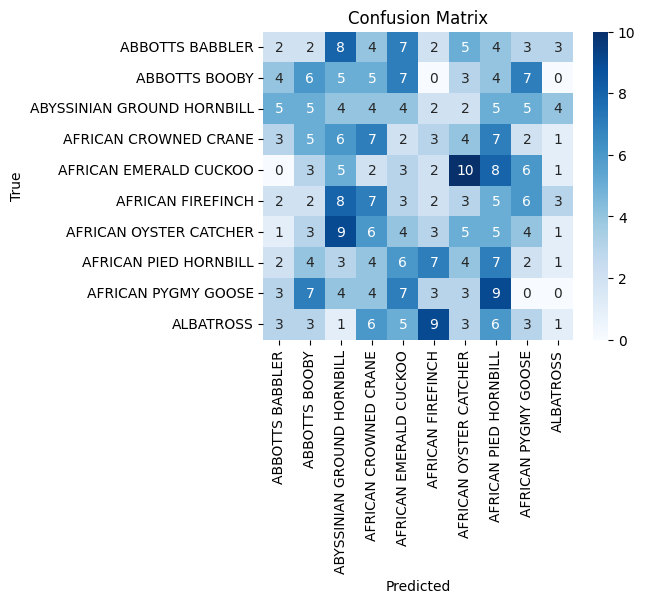 Confusion Matrix
True
ABBOTTS BABBLER 2 2 8 4 7 2 5 4 3 3
ABBOTTS BOOBY 4 6 5 5 7 0 3 4 7 0
ABYSSINIAN GROUND HORNBILL 5 5 4 4 4 2 2 5 5 4
AFRICAN CROWNED CRANE 3 5 6 7 2 3 4 7 2 1
AFRICAN EMERALD CUCKOO 0 3 5 2 3 2 10 8 6 1
AFRICAN FIREFINCH 2 2 8 7 3 2 3 5 6 3
AFRICAN OYSTER CATCHER 1 3 9 6 4 3 5 5 4 1
AFRICAN PIED HORNBILL 2 4 3 4 6 7 4 7 2 1
AFRICAN PYGMY GOOSE 3 7 4 4 7 3 3 9 0 0
ALBATROSS 3 3 1 6 5 9 3 6 3 1
ABBOTTS BABBLER
ABBOTTS BOOBY
ABYSSINIAN GROUND HORNBILL
AFRICAN CROWNED CRANE
AFRICAN EMERALD CUCKOO
AFRICAN FIREFINCH
AFRICAN OYSTER CATCHER
AFRICAN PIED HORNBILL
AFRICAN PYGMY GOOSE
ALBATROSS
Predicted
10
8
6
4
2
0